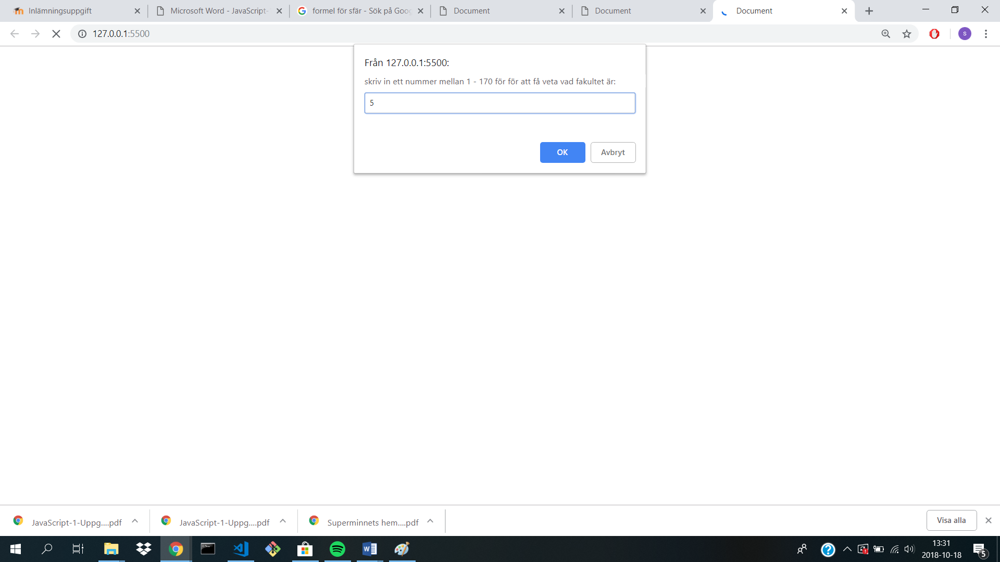 Inlämningsuppgift
Microsoft Word - JavaScript-
formel för sfär - Sök på Goog
Document
Document
Document
127.0.0.1:5500
s
Från 127.0.0.1:5500:
skriv in ett nummer mellan 1 - 170 för för att få veta vad fakultet är:
5
OK
Avbryt
JavaScript-1-Uppg....pdf
JavaScript-1-Uppg....pdf
Superminnets hem....pdf
Visa alla
13:31
2018-10-18
5